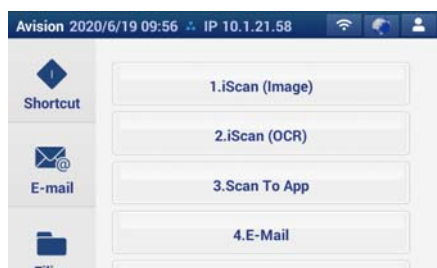 Avision 2020/6/19 09:56 IP 10.1.21.58
Shortcut
1.iScan (Image)
2.iScan (OCR)
E-mail
3.Scan To App
4.E-Mail